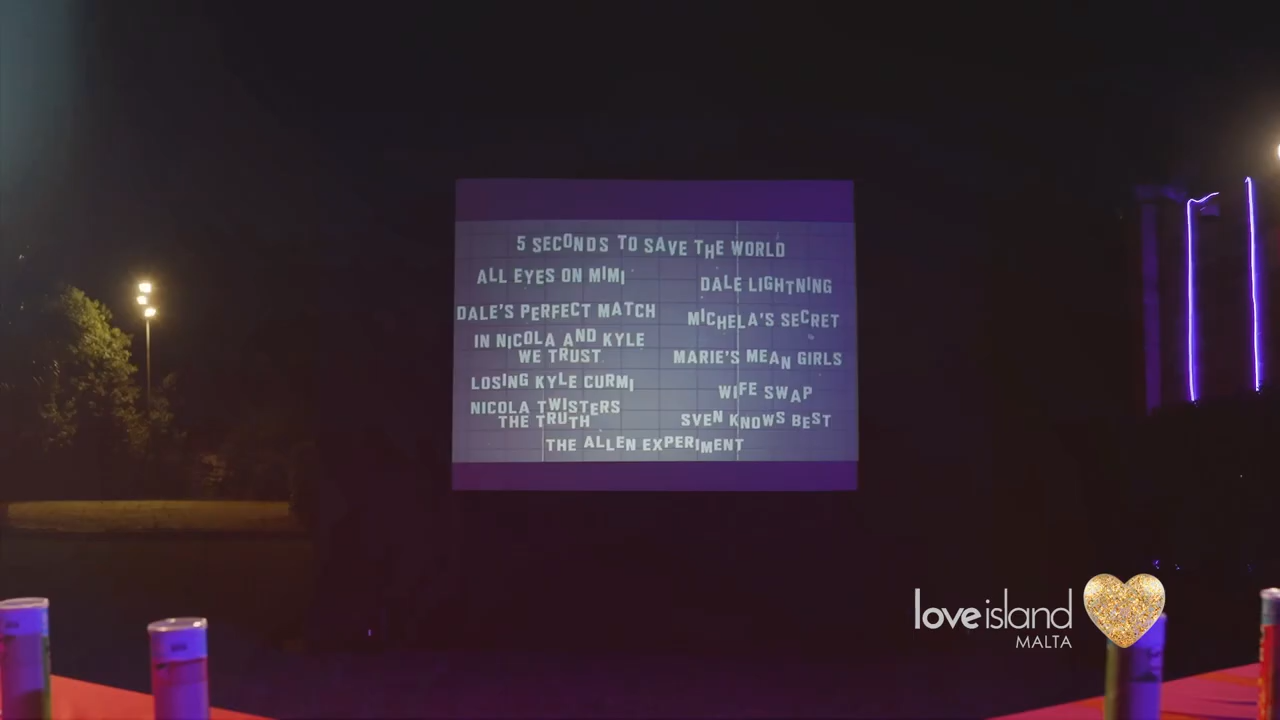 5 SECONDS TO SAVE THE WORLD
ALL EYES ON MIMI
DALE LIGHTNING
DALE'S PERFECT MATCH
MICHELA'S SECRET
IN NICOLA AND KYLE
WE TRUST
MARIE'S MEAN GIRLS
LOSING KYLE CURMI
WIFE SWAP
NICOLA TWISTERS
THE TRUTH
SVEN KNOWS BEST
THE ALLEN EXPERIMENT
loveisland
MALTA